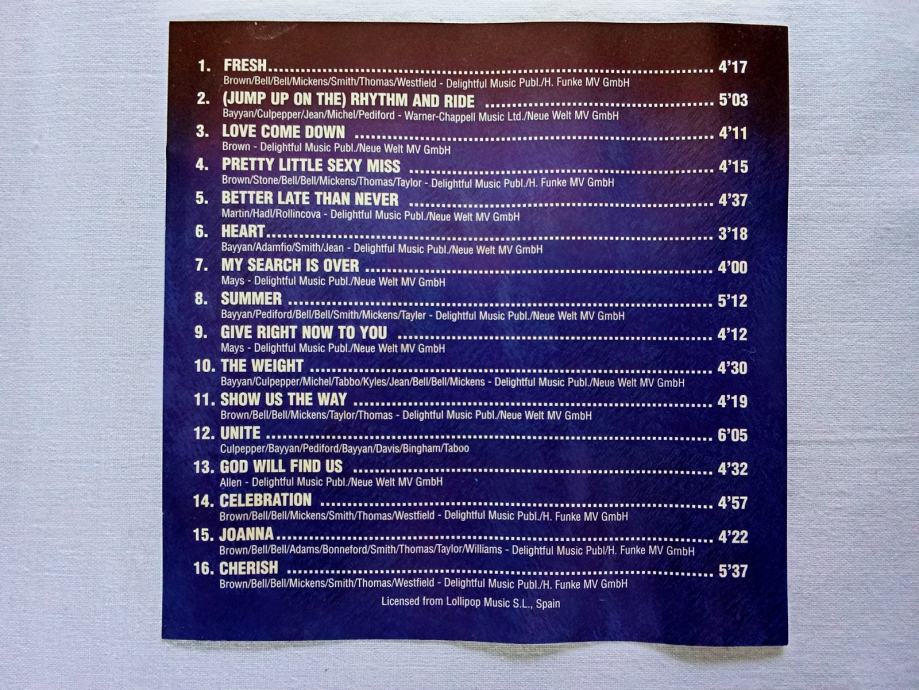 1. FRESH........ 4'17
Brown/Bell/Bell/Mickens/Smith/Thomas/Westfield - Delightful Music Publ./H. Funke MV GmbH
2. (JUMP UP ON THE) RHYTHM AND RIDE ........ 5'03
Bayyan/Culpepper/Jean/Michel/Pediford - Warner-Chappell Music Ltd./Neue Welt MV GmbH
3. LOVE COME DOWN ........ 4'11
Brown - Delightful Music Publ./Neue Welt MV GmbH
4. PRETTY LITTLE SEXY MISS ........ 4'15
Brown/Stone/Bell/Bell/Mickens/Thomas/Taylor - Delightful Music Publ./H. Funke MV GmbH
5. BETTER LATE THAN NEVER ........ 4'37
Martin/Hadl/Rollincova - Delightful Music Publ./Neue Welt MV GmbH
6. HEART........ 3'18
Bayyan/Adamfio/Smith/Jean - Delightful Music Publ./Neue Welt MV GmbH
7. MY SEARCH IS OVER ........ 4'00
Mays - Delightful Music Publ./Neue Welt MV GmbH
8. SUMMER ........ 5'12
Bayyan/Pediford/Bell/Bell/Smith/Mickens/Tayler - Delightful Music Publ./Neue Welt MV GmbH
9. GIVE RIGHT NOW TO YOU ........ 4'12
Mays - Delightful Music Publ./Neue Welt MV GmbH
10. THE WEIGHT ........ 4'30
Bayyan/Culpepper/Michel/Tabbo/Kyles/Jean/Bell/Bell/Mickens - Delightful Music Publ./Neue Welt MV GmbH
11. SHOW US THE WAY ........ 4'19
Brown/Bell/Bell/Mickens/Taylor/Thomas - Delightful Music Publ./Neue Welt MV GmbH
12. UNITE ........ 6'05
Culpepper/Bayyan/Pediford/Bayyan/Davis/Bingham/Taboo
13. GOD WILL FIND US ........ 4'32
Allen - Delightful Music Publ./Neue Welt MV GmbH
14. CELEBRATION ........ 4'57
Brown/Bell/Bell/Mickens/Smith/Thomas/Westfield - Delightful Music Publ./H. Funke MV GmbH
15. JOANNA........ 4'22
Brown/Bell/Bell/Adams/Bonneford/Smith/Thomas/Taylor/Williams - Delightful Music Publ/H. Funke MV GmbH
16. CHERISH ........ 5'37
Brown/Bell/Bell/Mickens/Smith/Thomas/Westfield - Delightful Music Publ./H. Funke MV GmbH
Licensed from Lollipop Music S.L., Spain